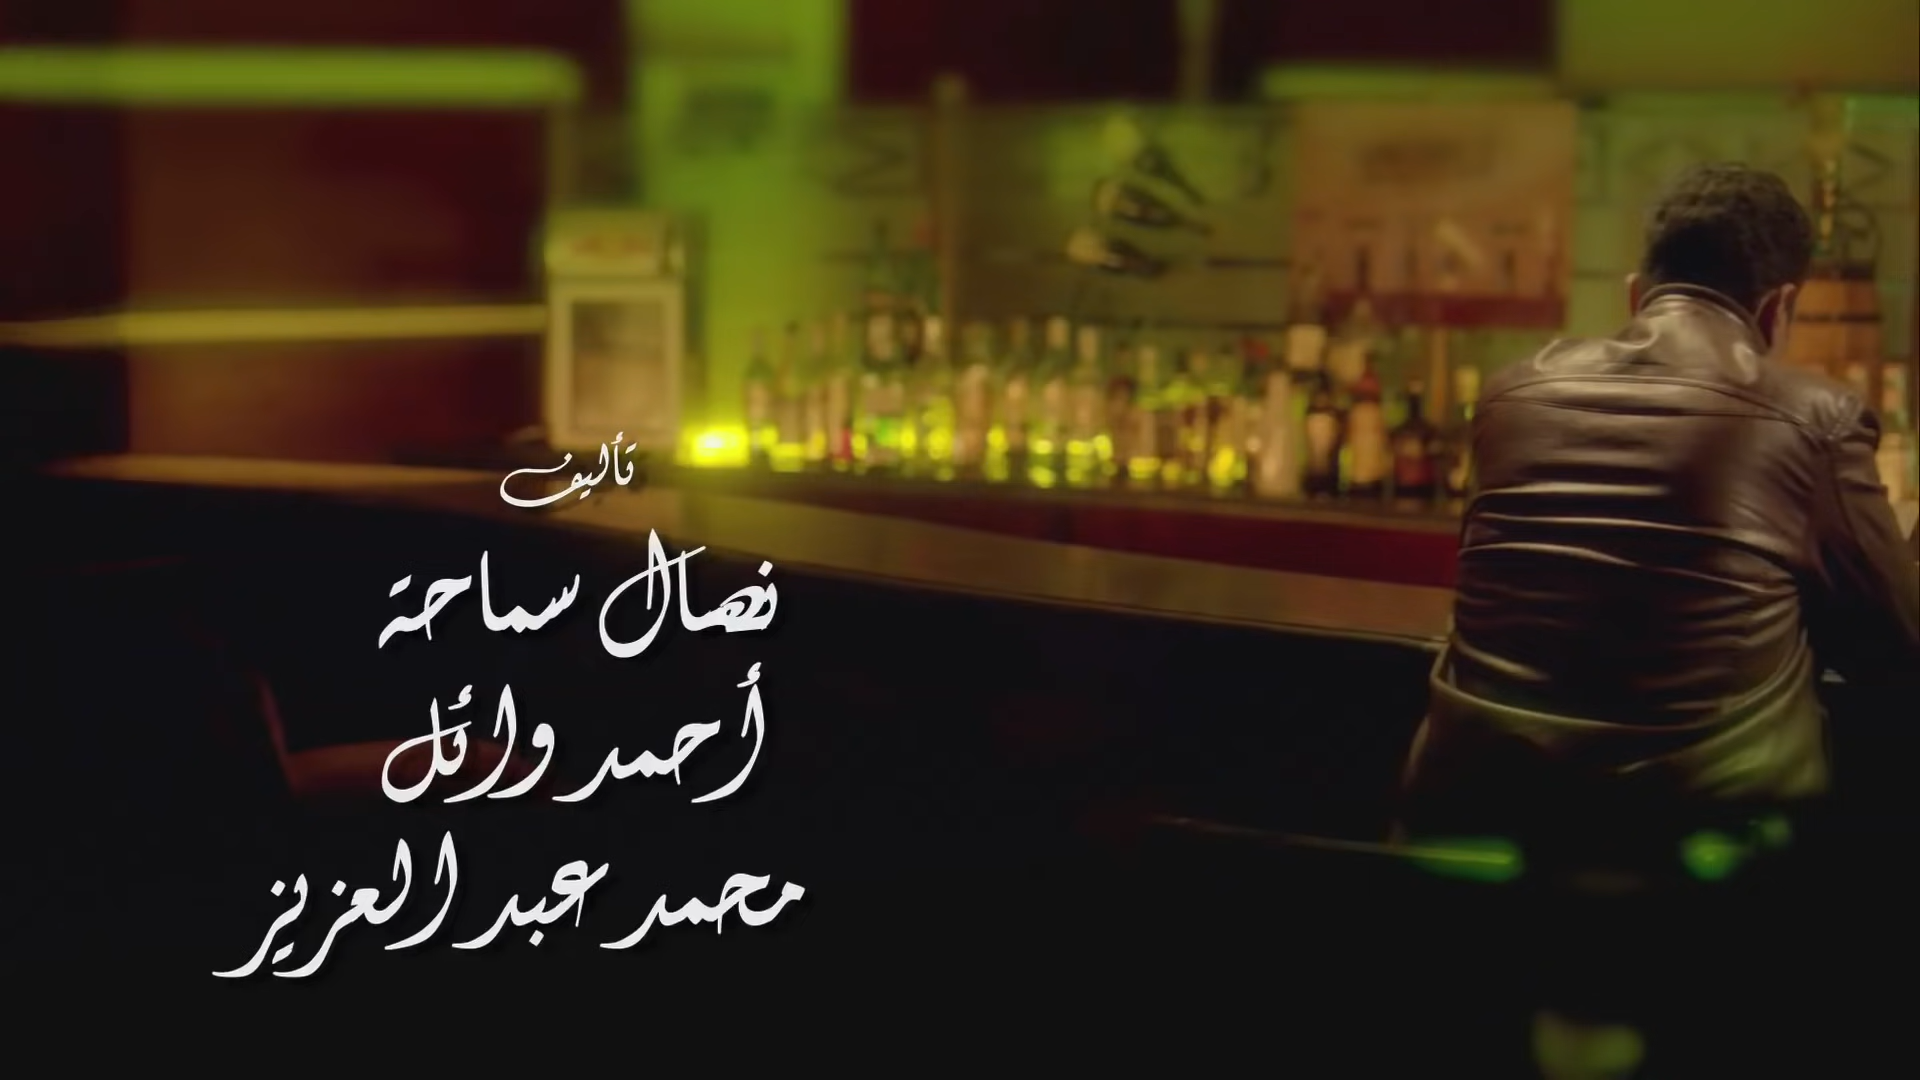 تأليف
نضال سماحة
أحمد وائل
محمد عبد العزيز